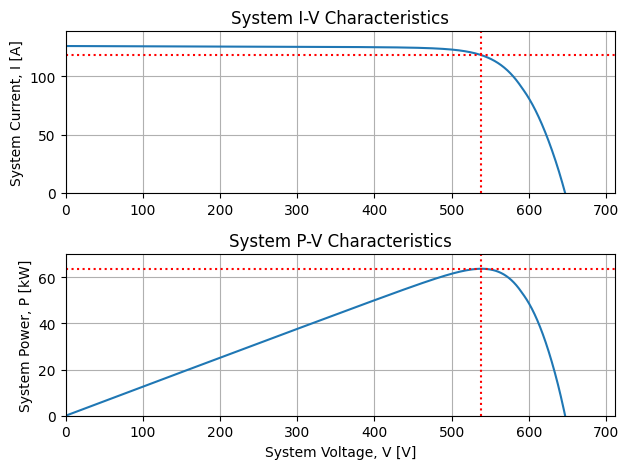 System I-V Characteristics
System Current, I [A]
100
50
0
0 100 200 300 400 500 600 700
System P-V Characteristics
System Power, P [kW]
60
40
20
0
0 100 200 300 400 500 600 700
System Voltage, V [V]